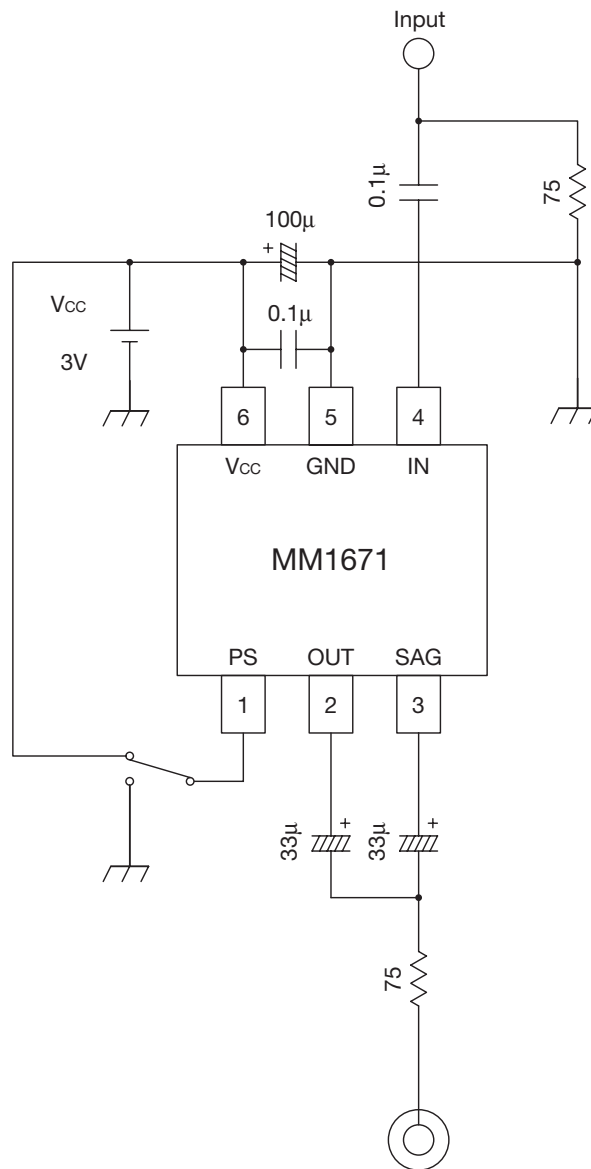 Input
0.1μ
75
100μ
+
VCC
0.1μ
3V
6
5
4
VCC
GND
IN
MM1671
PS
OUT
SAG
1
2
3
33μ
+
33μ
+
75